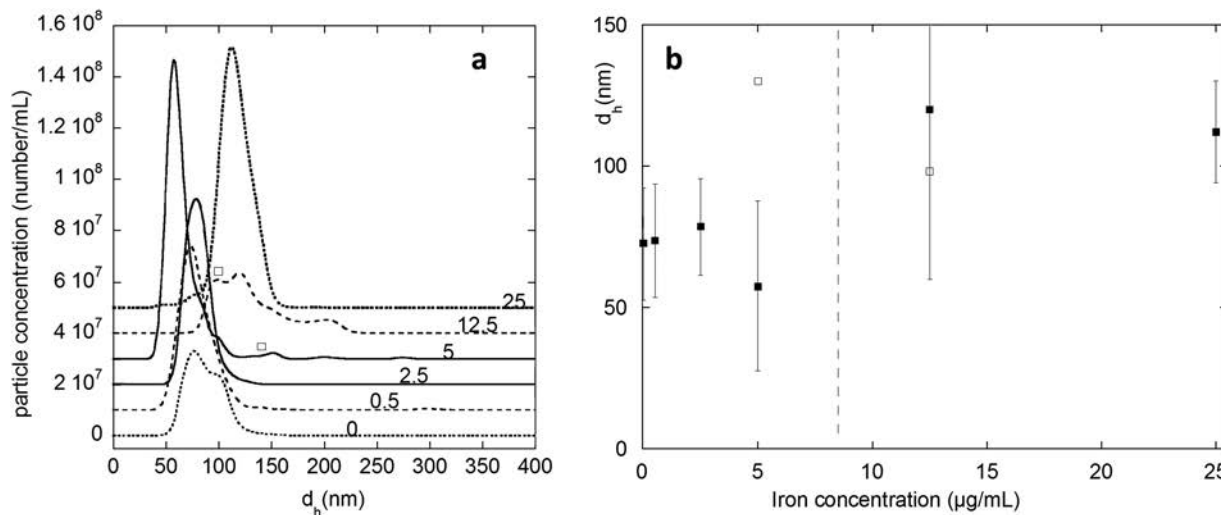 a
particle concentration (number/mL)
1.6 10⁸
1.4 10⁸
1.2 10⁸
1 10⁸
8 10⁷
6 10⁷
4 10⁷
2 10⁷
0
25
12.5
5
2.5
0.5
0
0 50 100 150 200 250 300 350 400
d_h(nm)
b
d_h(nm)
150
100
50
0
0 5 10 15 20 25
Iron concentration (µg/mL)